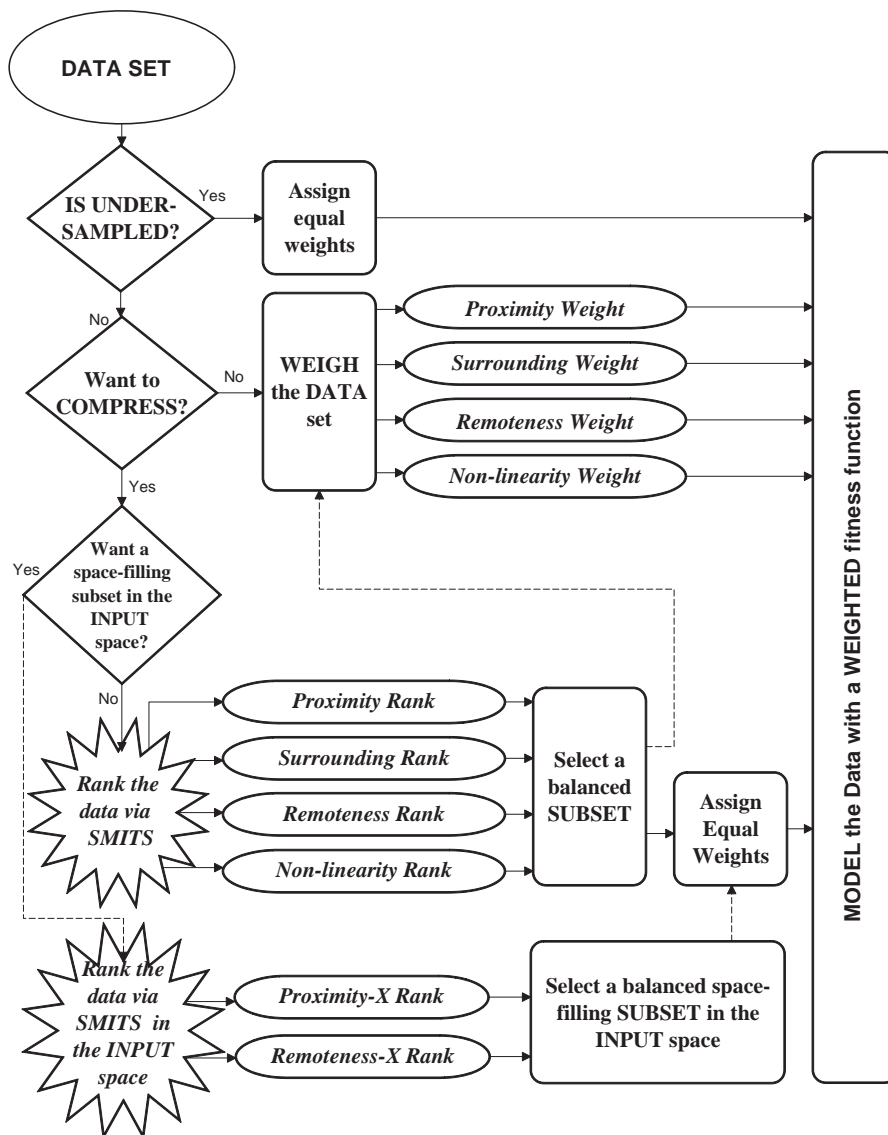 DATA SET
IS UNDER-
SAMPLED?
Yes
Assign
equal
weights
No
Want to
COMPRESS?
No
WEIGH
the DATA
set
Proximity Weight
Surrounding Weight
Remoteness Weight
Non-linearity Weight
Yes
Want a
space-filling
subset in the
INPUT
space?
Yes
No
Rank the
data via
SMITS
Proximity Rank
Surrounding Rank
Remoteness Rank
Non-linearity Rank
Select a
balanced
SUBSET
Assign
Equal
Weights
Rank the
data via
SMITS in
the INPUT
space
Proximity-X Rank
Remoteness-X Rank
Select a balanced space-
filling SUBSET in the
INPUT space
MODEL the Data with a WEIGHTED fitness function